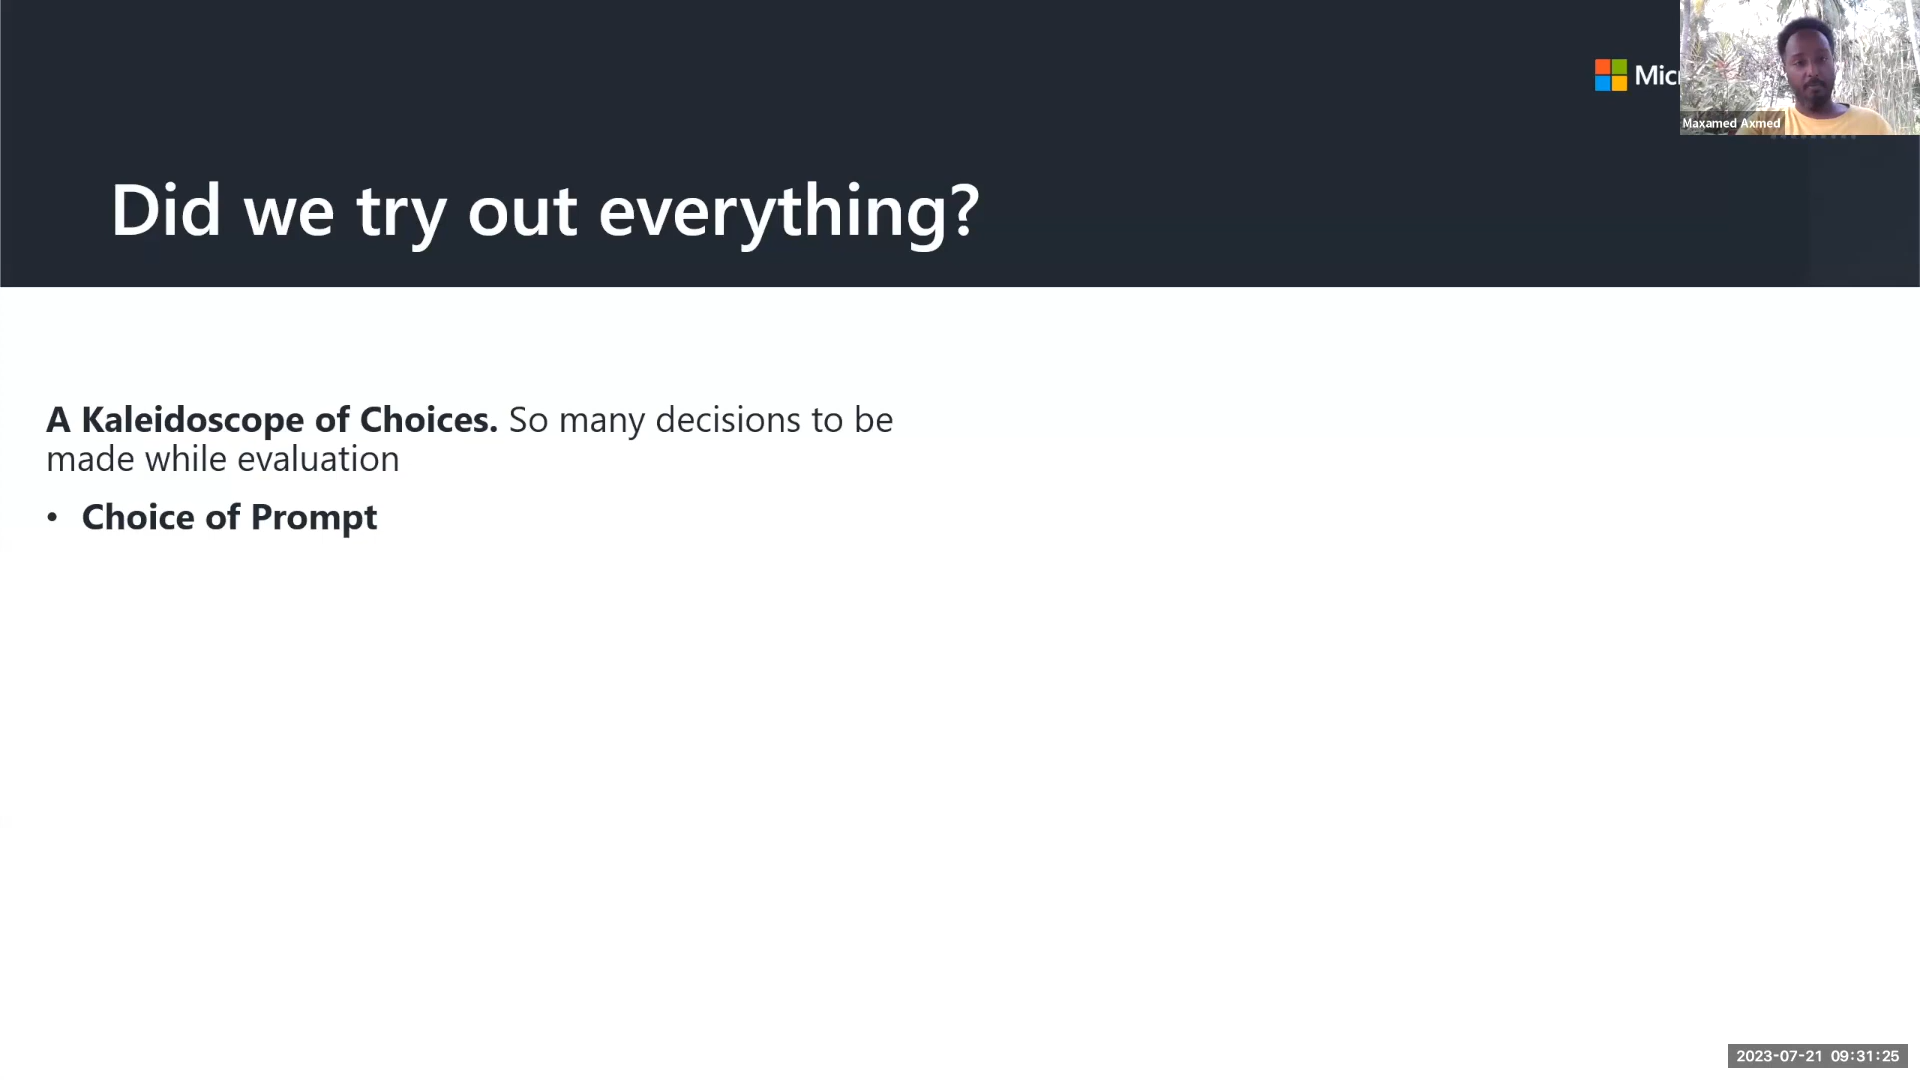 Did we try out everything?
Maxamed Axmed
A Kaleidoscope of Choices. So many decisions to be
made while evaluation
• Choice of Prompt
2023-07-21 09:31:25